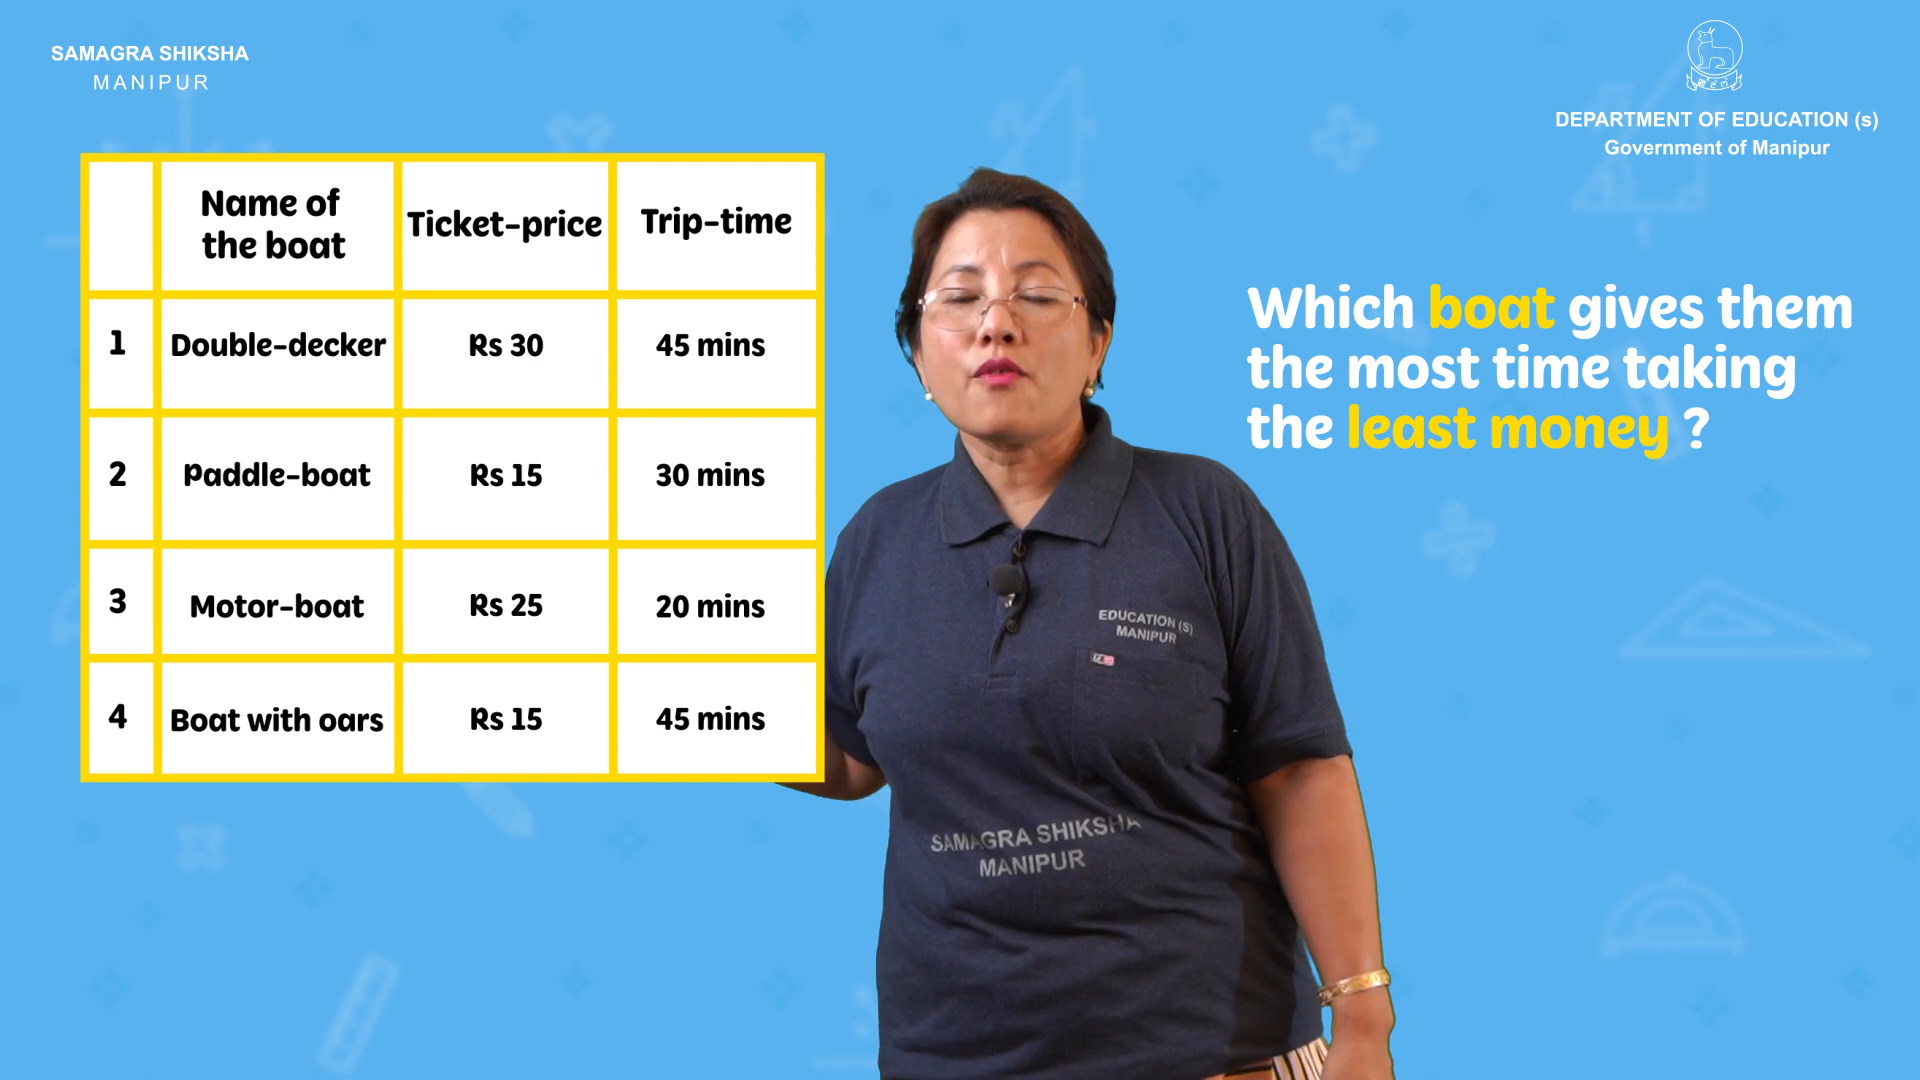 SAMAGRA SHIKSHA
MANIPUR
DEPARTMENT OF EDUCATION (s)
Government of Manipur
Name of the boat Ticket-price Trip-time
1 Double-decker Rs 30 45 mins
2 Paddle-boat Rs 15 30 mins
3 Motor-boat Rs 25 20 mins
4 Boat with oars Rs 15 45 mins
Which boat gives them
the most time taking
the least money ?
EDUCATION (S)
MANIPUR
SAMAGRA SHIKSHA
MANIPUR